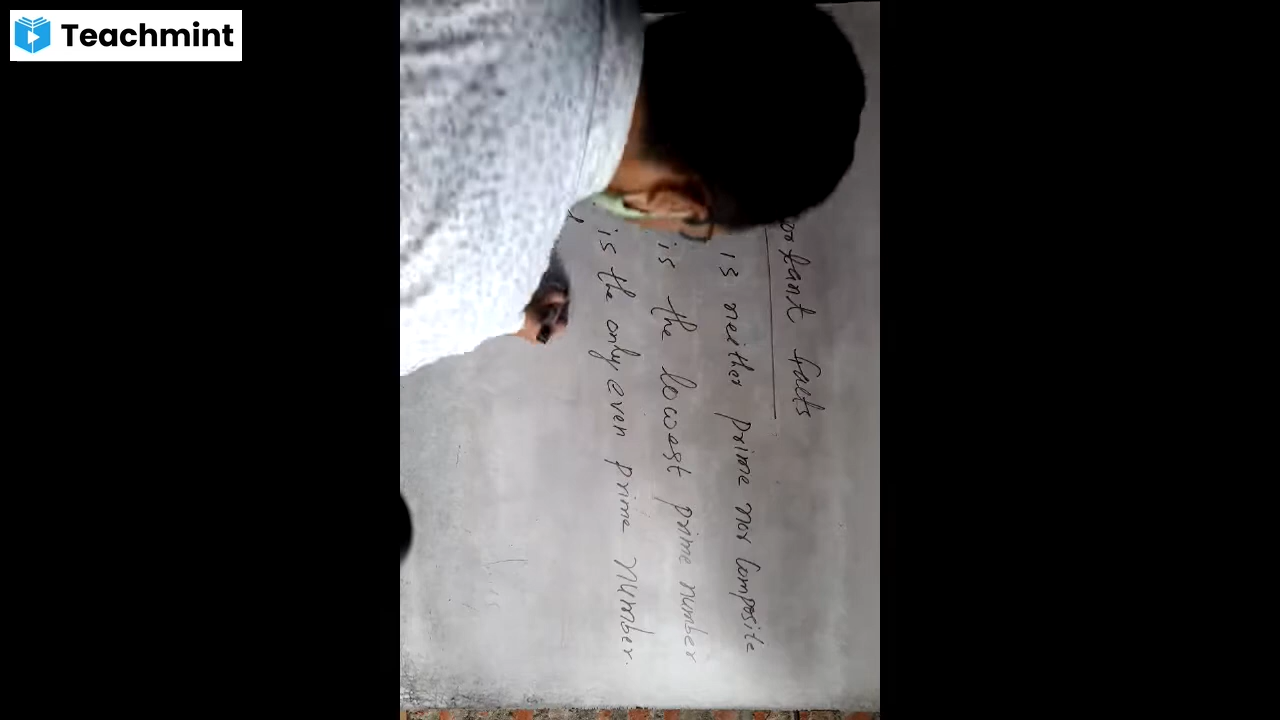 Teachmint
facts
is neither prime nor Composite
is the lowest prime number
is the only even prime number.